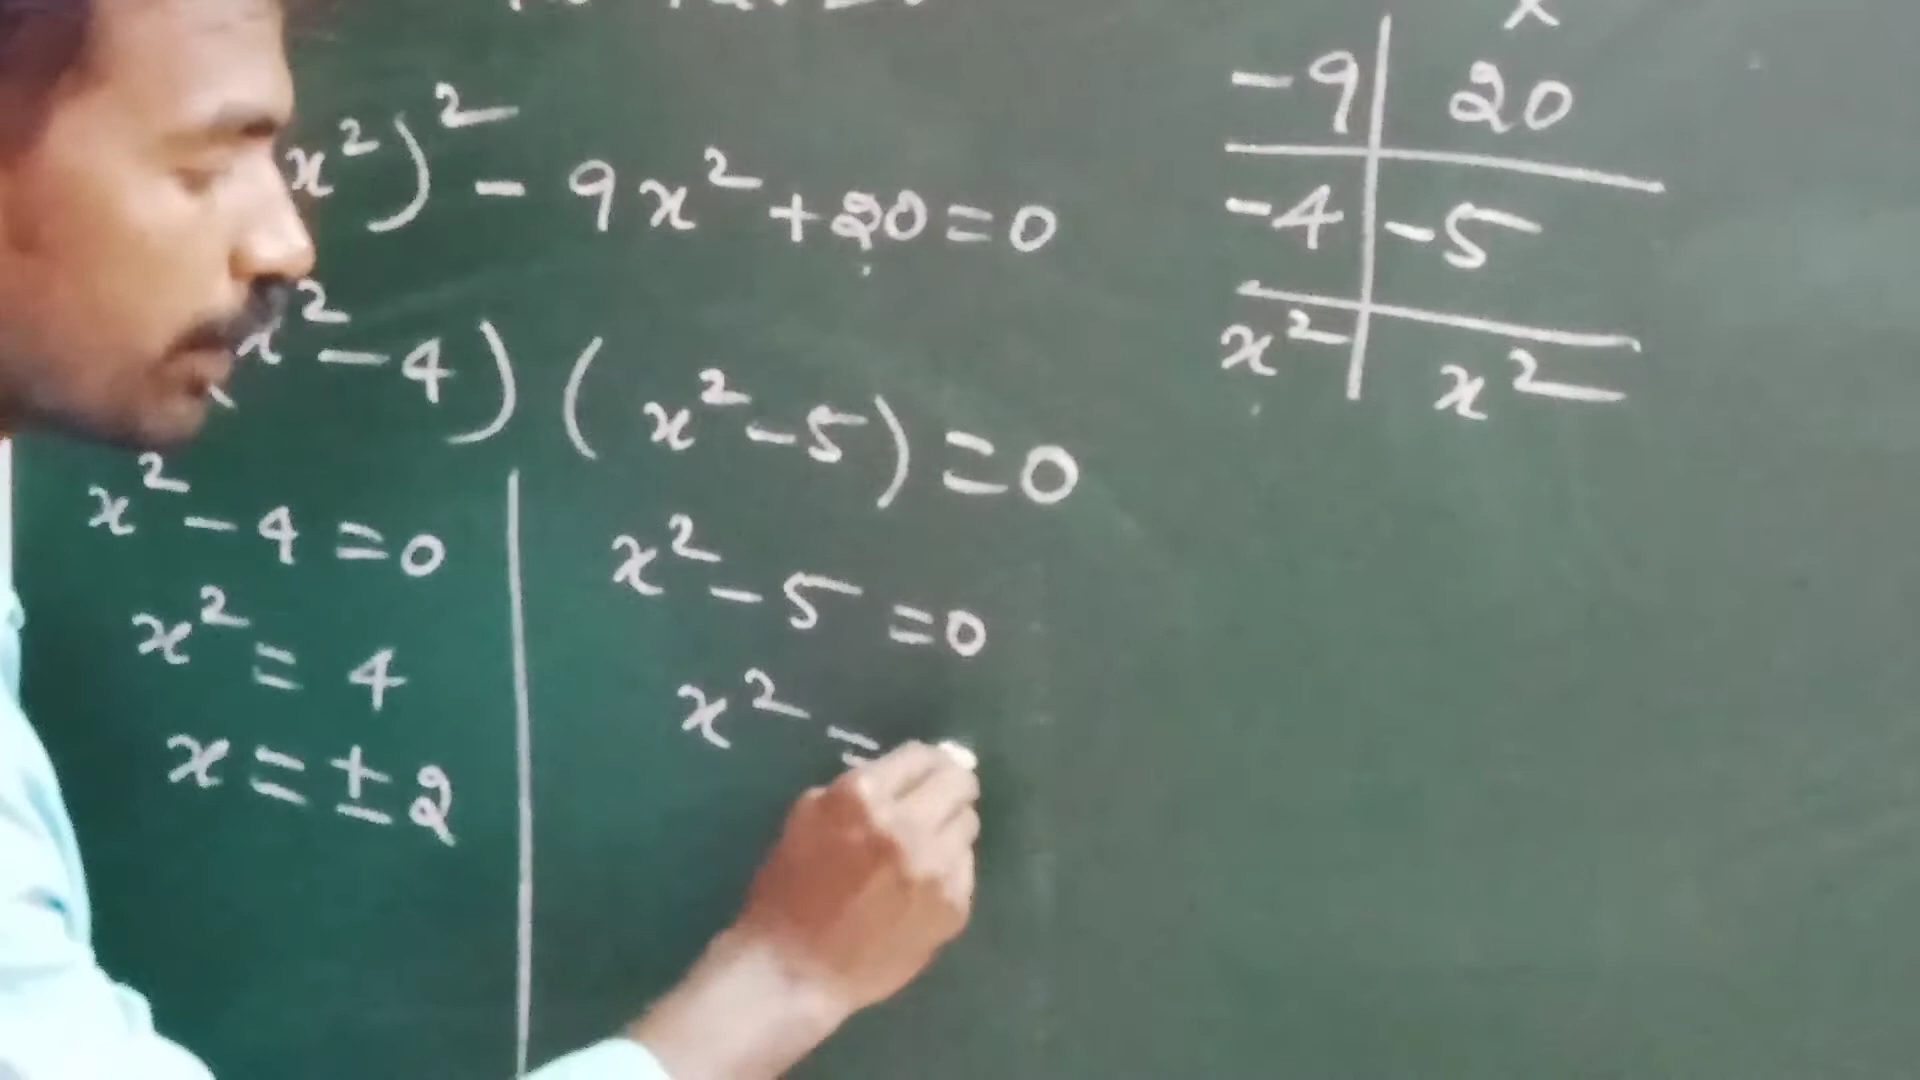 x²)² - 9x² + 20 = 0
x² - 4) (x² - 5) = 0
x² - 4 = 0
x² = 4
x = ± 2
x² - 5 = 0
x² =
x
-9 | 20
-4 | -5
x² | x²